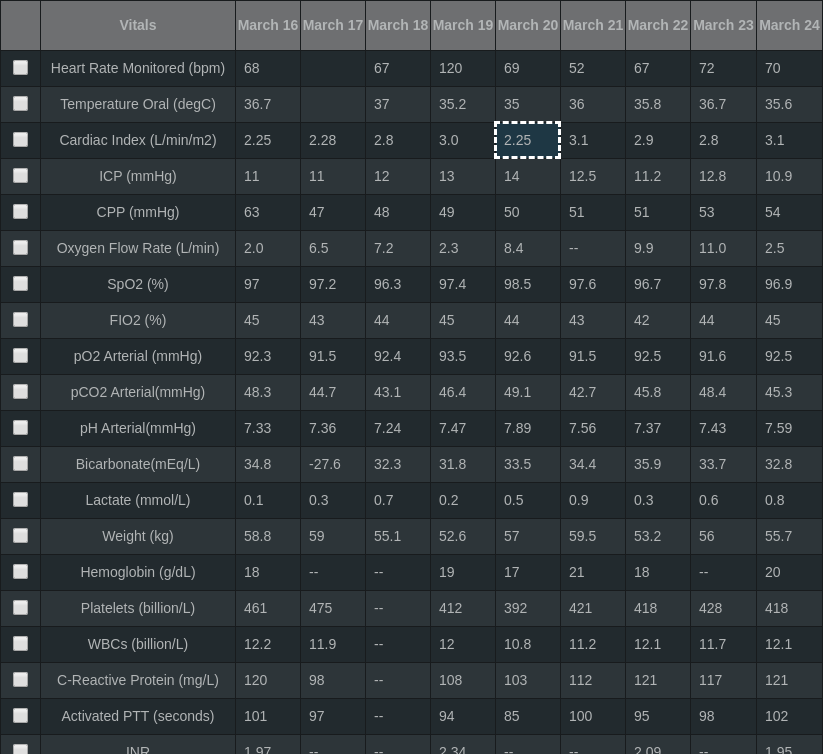 Vitals March 16 March 17 March 18 March 19 March 20 March 21 March 22 March 23 March 24
Heart Rate Monitored (bpm) 68 67 120 69 52 67 72 70
Temperature Oral (degC) 36.7 37 35.2 35 36 35.8 36.7 35.6
Cardiac Index (L/min/m2) 2.25 2.28 2.8 3.0 2.25 3.1 2.9 2.8 3.1
ICP (mmHg) 11 11 12 13 14 12.5 11.2 12.8 10.9
CPP (mmHg) 63 47 48 49 50 51 51 53 54
Oxygen Flow Rate (L/min) 2.0 6.5 7.2 2.3 8.4 -- 9.9 11.0 2.5
SpO2 (%) 97 97.2 96.3 97.4 98.5 97.6 96.7 97.8 96.9
FIO2 (%) 45 43 44 45 44 43 42 44 45
pO2 Arterial (mmHg) 92.3 91.5 92.4 93.5 92.6 91.5 92.5 91.6 92.5
pCO2 Arterial(mmHg) 48.3 44.7 43.1 46.4 49.1 42.7 45.8 48.4 45.3
pH Arterial(mmHg) 7.33 7.36 7.24 7.47 7.89 7.56 7.37 7.43 7.59
Bicarbonate(mEq/L) 34.8 -27.6 32.3 31.8 33.5 34.4 35.9 33.7 32.8
Lactate (mmol/L) 0.1 0.3 0.7 0.2 0.5 0.9 0.3 0.6 0.8
Weight (kg) 58.8 59 55.1 52.6 57 59.5 53.2 56 55.7
Hemoglobin (g/dL) 18 -- -- 19 17 21 18 -- 20
Platelets (billion/L) 461 475 -- 412 392 421 418 428 418
WBCs (billion/L) 12.2 11.9 -- 12 10.8 11.2 12.1 11.7 12.1
C-Reactive Protein (mg/L) 120 98 -- 108 103 112 121 117 121
Activated PTT (seconds) 101 97 -- 94 85 100 95 98 102
INR 1.97 -- -- 2.34 -- -- 2.09 -- 1.95